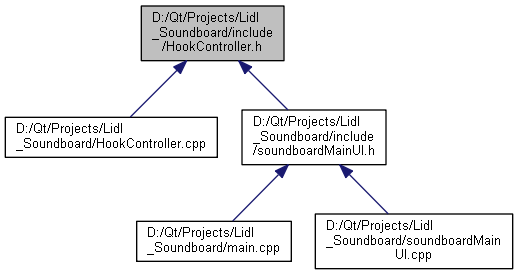 D:/Qt/Projects/Lidl
_Soundboard/include
/HookController.h
D:/Qt/Projects/Lidl
_Soundboard/HookController.cpp
D:/Qt/Projects/Lidl
_Soundboard/include
/soundboardMainUI.h
D:/Qt/Projects/Lidl
_Soundboard/main.cpp
D:/Qt/Projects/Lidl
_Soundboard/soundboardMain
UI.cpp